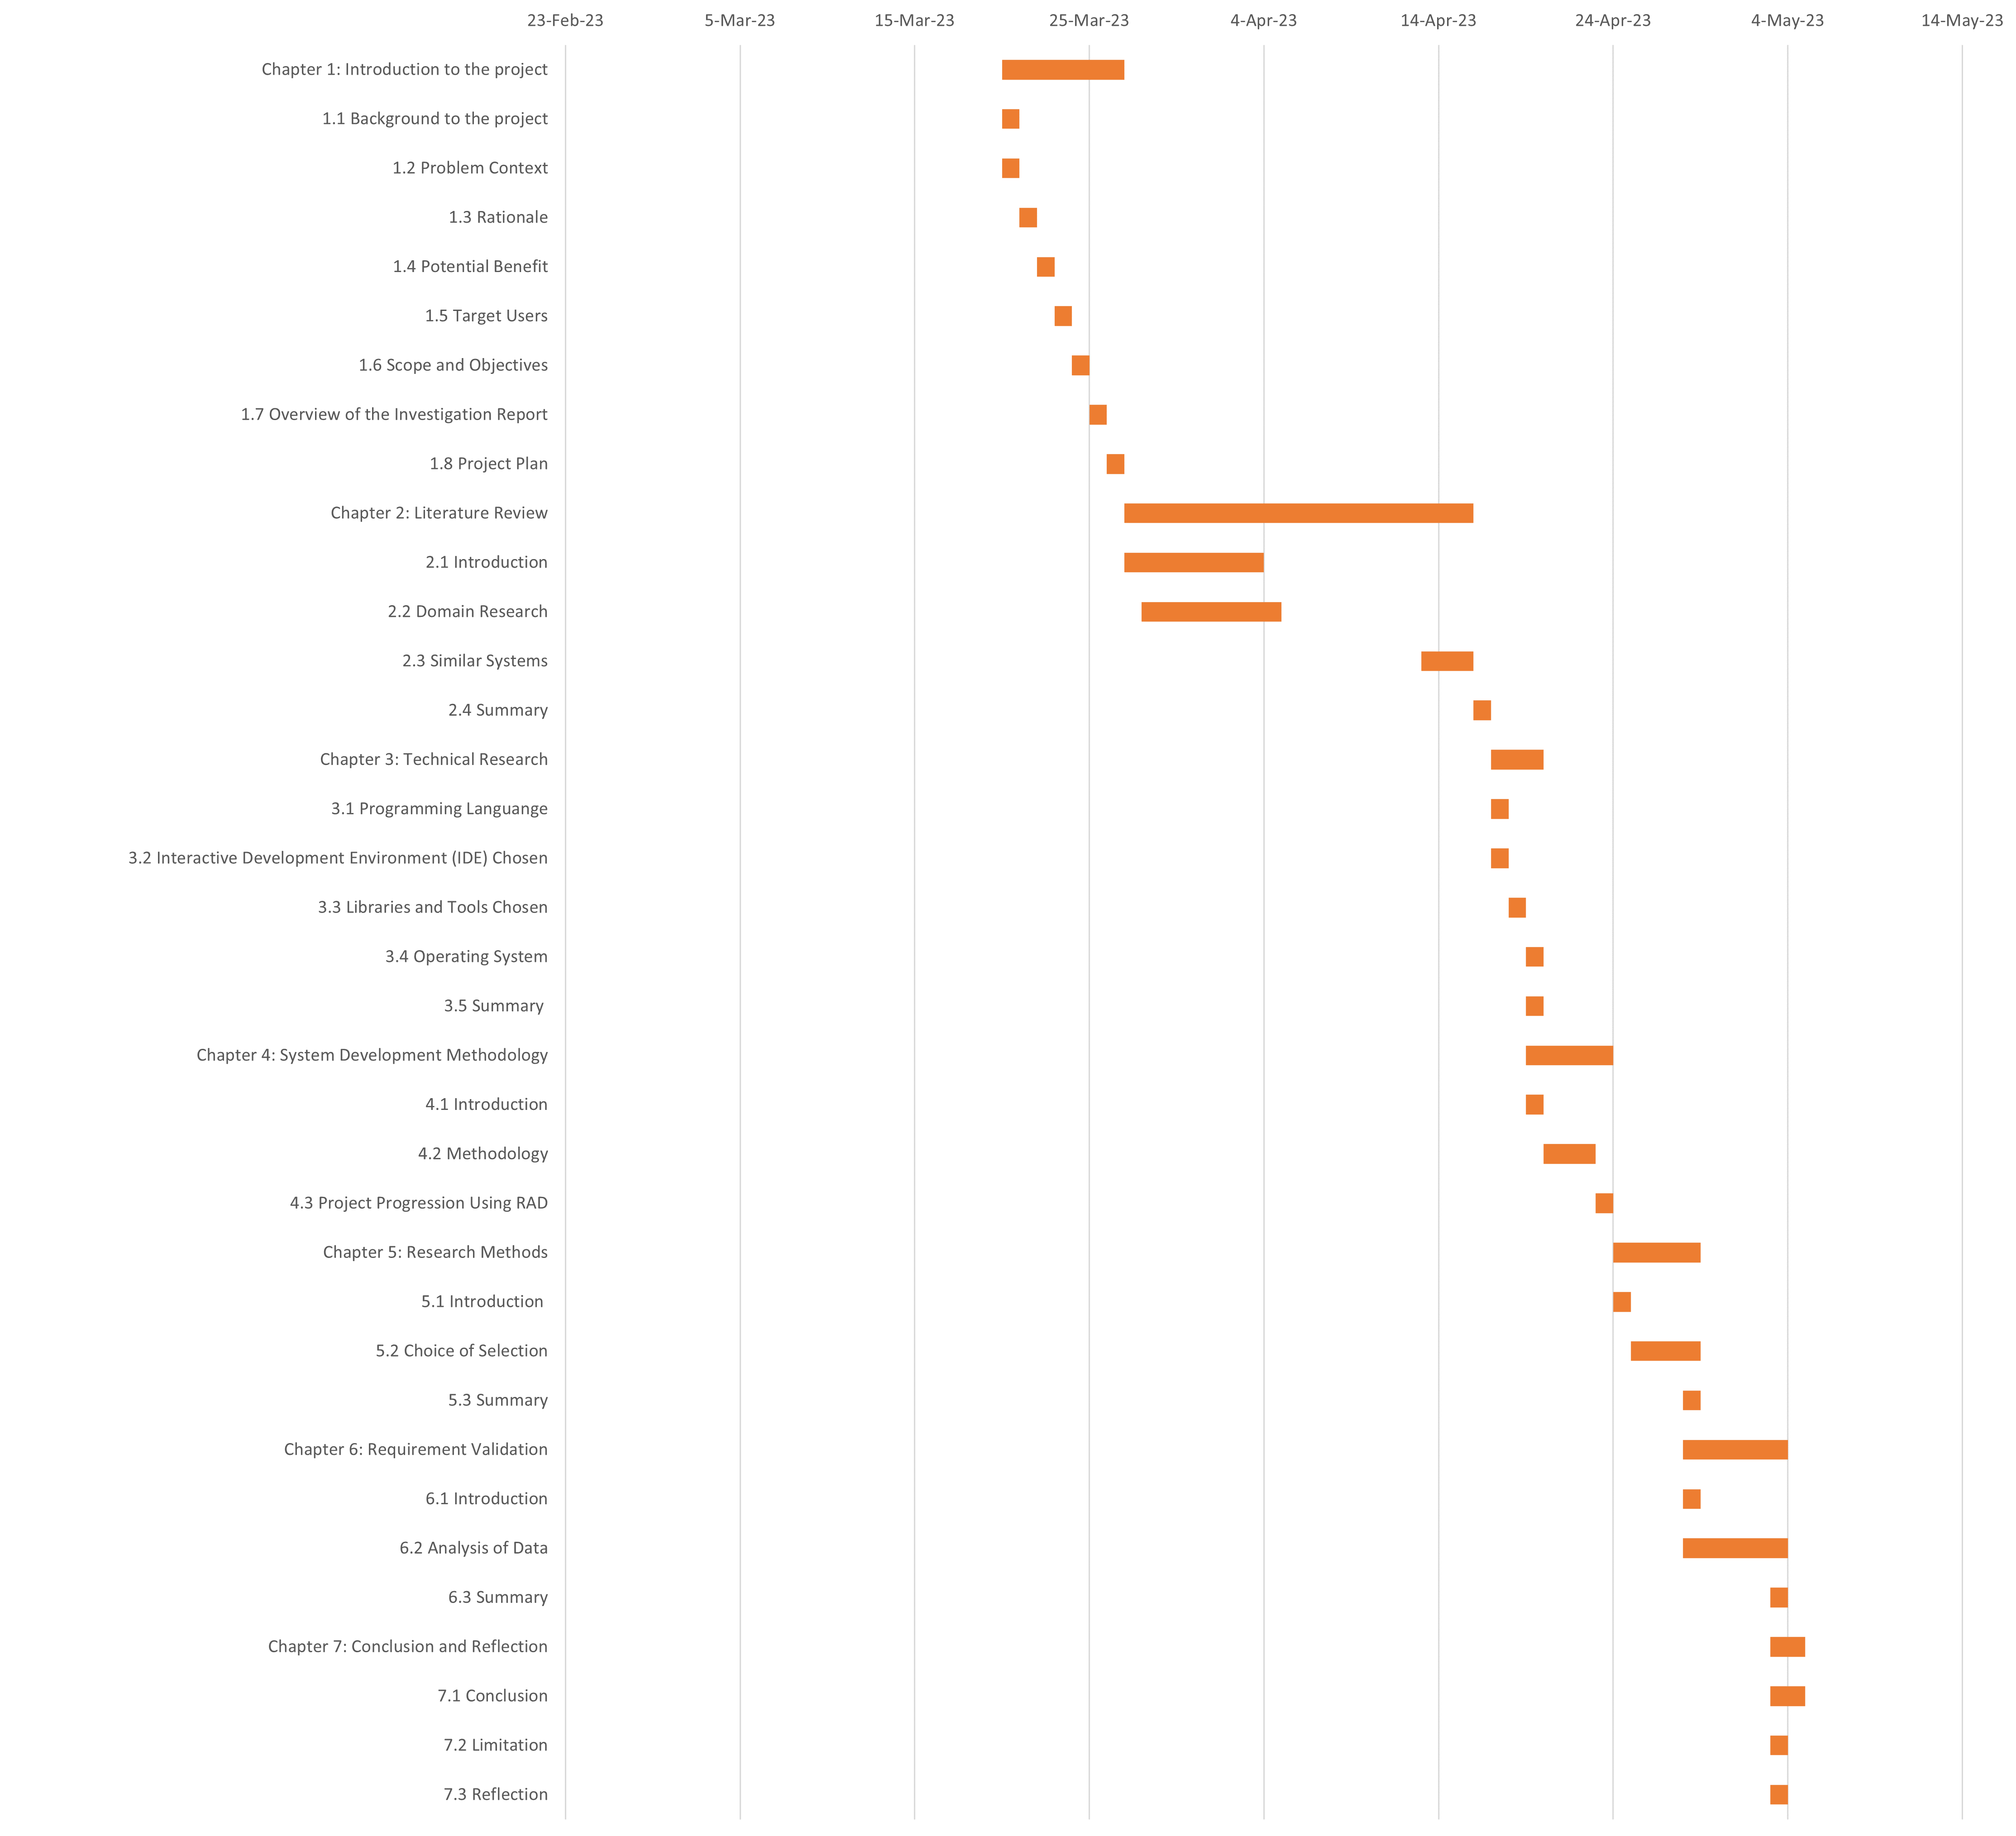 23-Feb-23 5-Mar-23 15-Mar-23 25-Mar-23 4-Apr-23 14-Apr-23 24-Apr-23 4-May-23 14-May-23
Chapter 1: Introduction to the project
1.1 Background to the project
1.2 Problem Context
1.3 Rationale
1.4 Potential Benefit
1.5 Target Users
1.6 Scope and Objectives
1.7 Overview of the Investigation Report
1.8 Project Plan
Chapter 2: Literature Review
2.1 Introduction
2.2 Domain Research
2.3 Similar Systems
2.4 Summary
Chapter 3: Technical Research
3.1 Programming Languange
3.2 Interactive Development Environment (IDE) Chosen
3.3 Libraries and Tools Chosen
3.4 Operating System
3.5 Summary
Chapter 4: System Development Methodology
4.1 Introduction
4.2 Methodology
4.3 Project Progression Using RAD
Chapter 5: Research Methods
5.1 Introduction
5.2 Choice of Selection
5.3 Summary
Chapter 6: Requirement Validation
6.1 Introduction
6.2 Analysis of Data
6.3 Summary
Chapter 7: Conclusion and Reflection
7.1 Conclusion
7.2 Limitation
7.3 Reflection